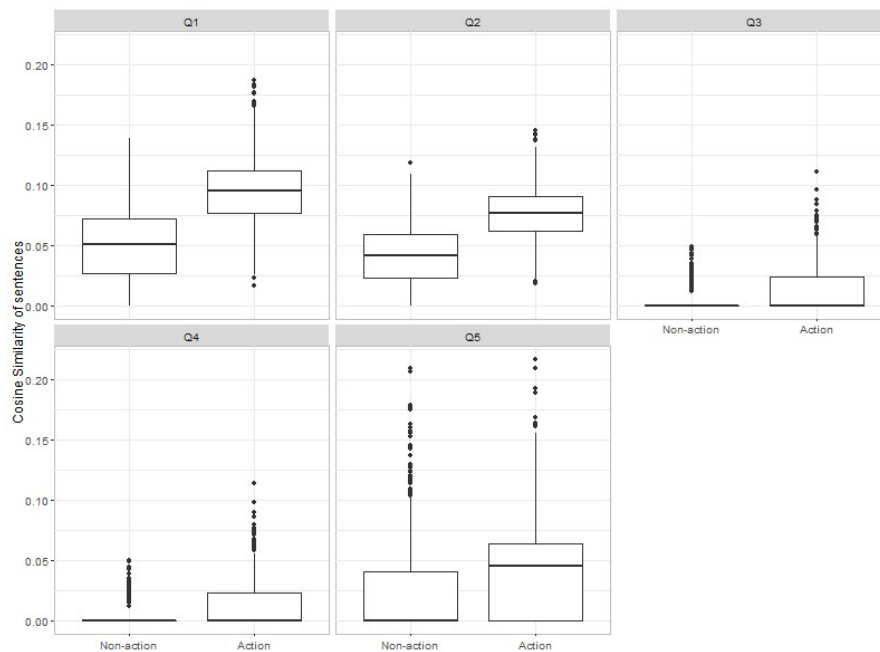 Q1 Q2 Q3
0.20
0.15
0.10
0.05
0.00
Non-action Action
Cosine Similarity of sentences
Q4 Q5
0.20
0.15
0.10
0.05
0.00
Non-action Action Non-action Action